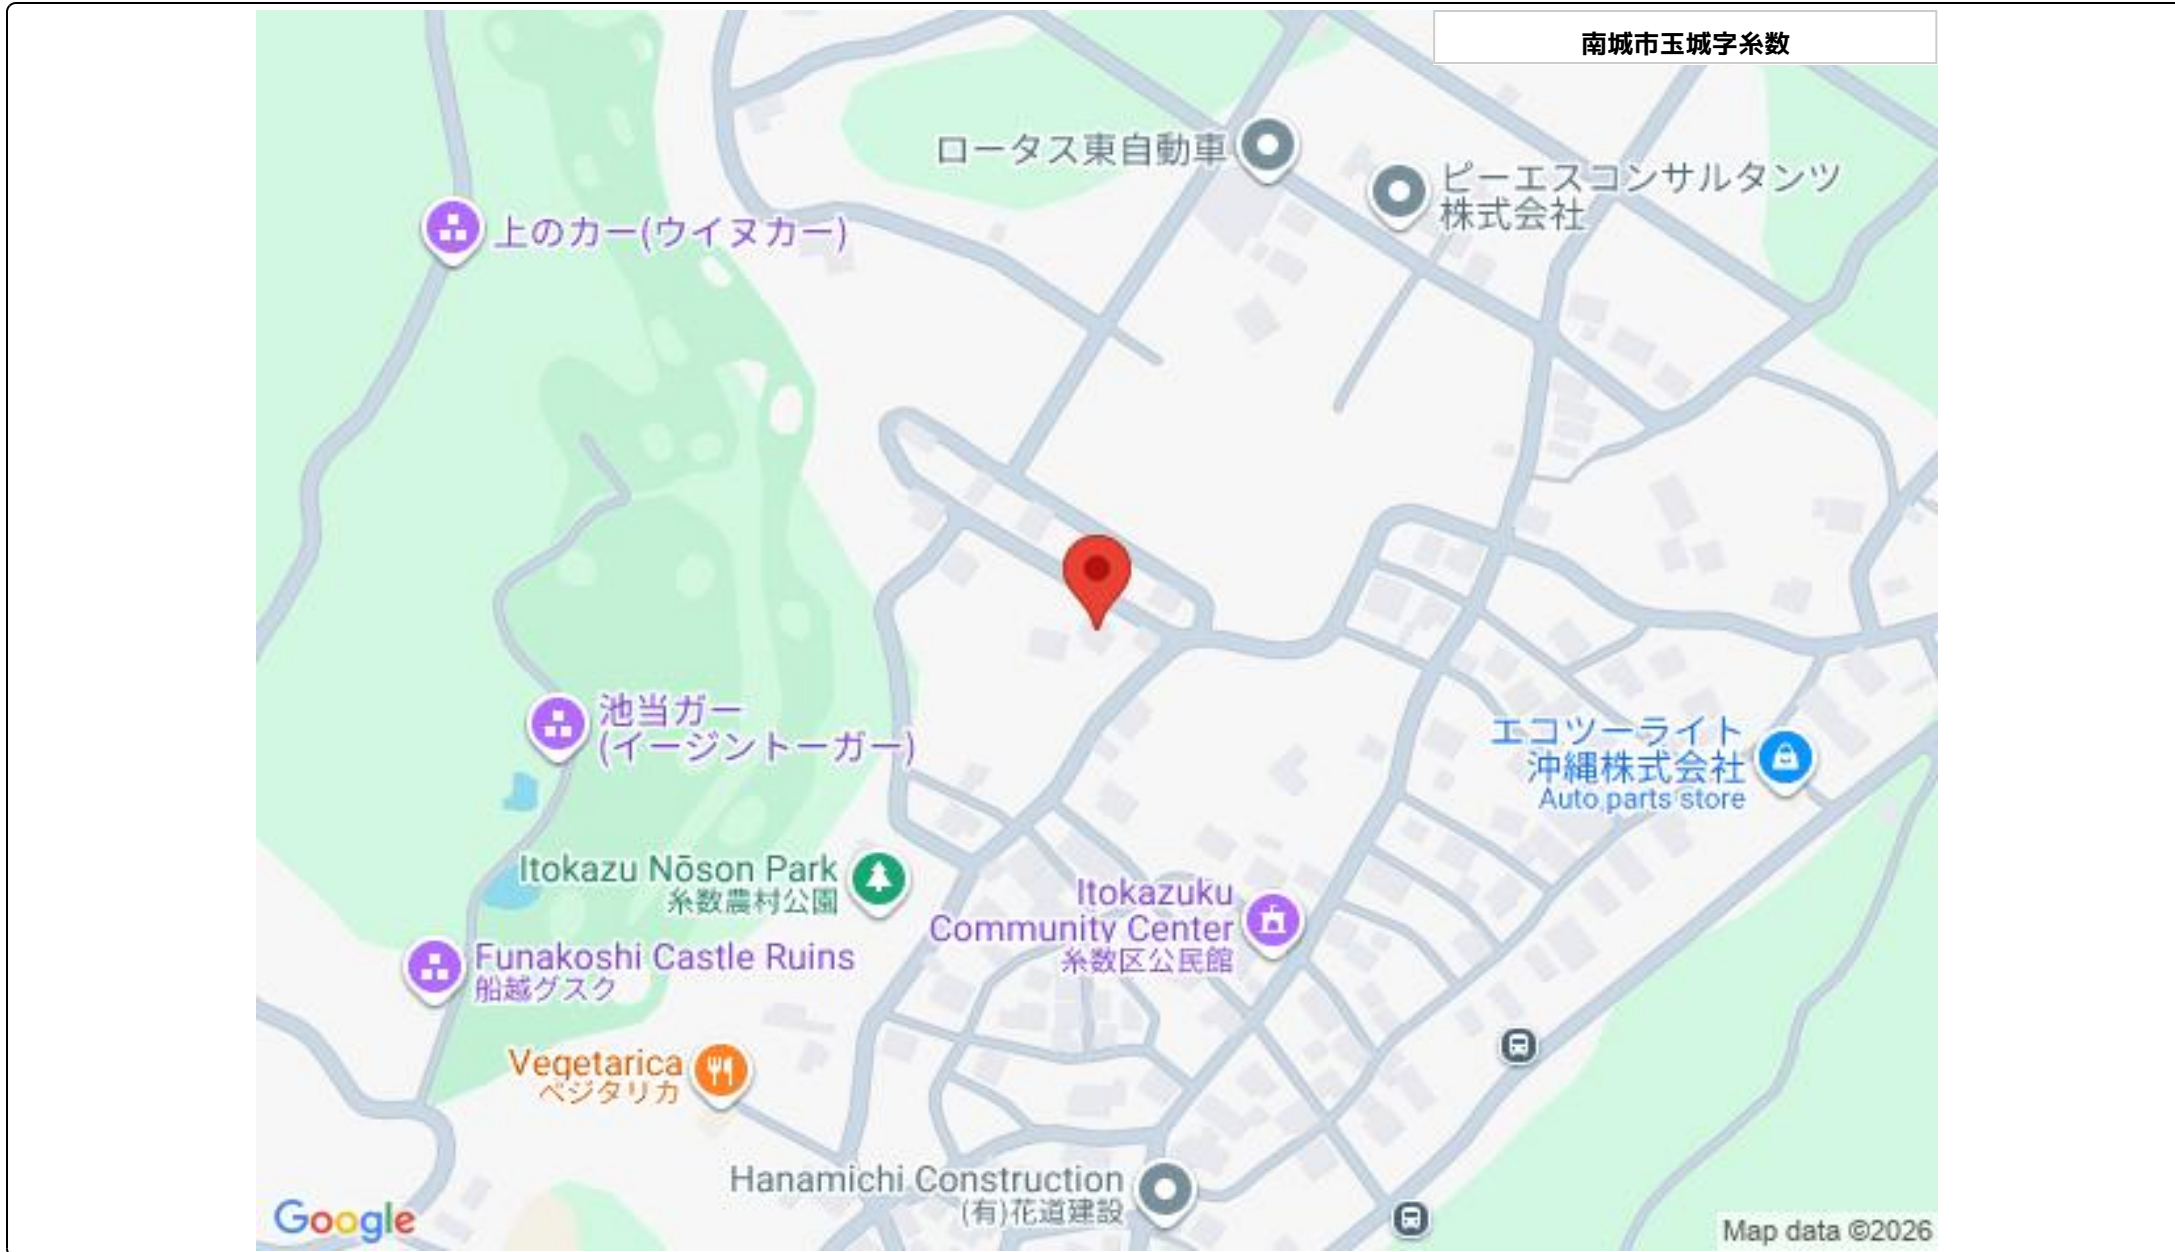 南城市玉城字糸数
ロータス東自動車
ピーエスコンサルタンツ
株式会社
上のカー(ウイヌカー)
池当ガー
(イージントーガー)
エコツーライト
沖縄株式会社
Auto parts store
Itokazu Nōson Park
糸数農村公園
Itokazuku
Community Center
糸数区公民館
Funakoshi Castle Ruins
船越グスク
Vegetarica
ベジタリカ
Hanamichi Construction
(有)花道建設
Google
Map data ©2026